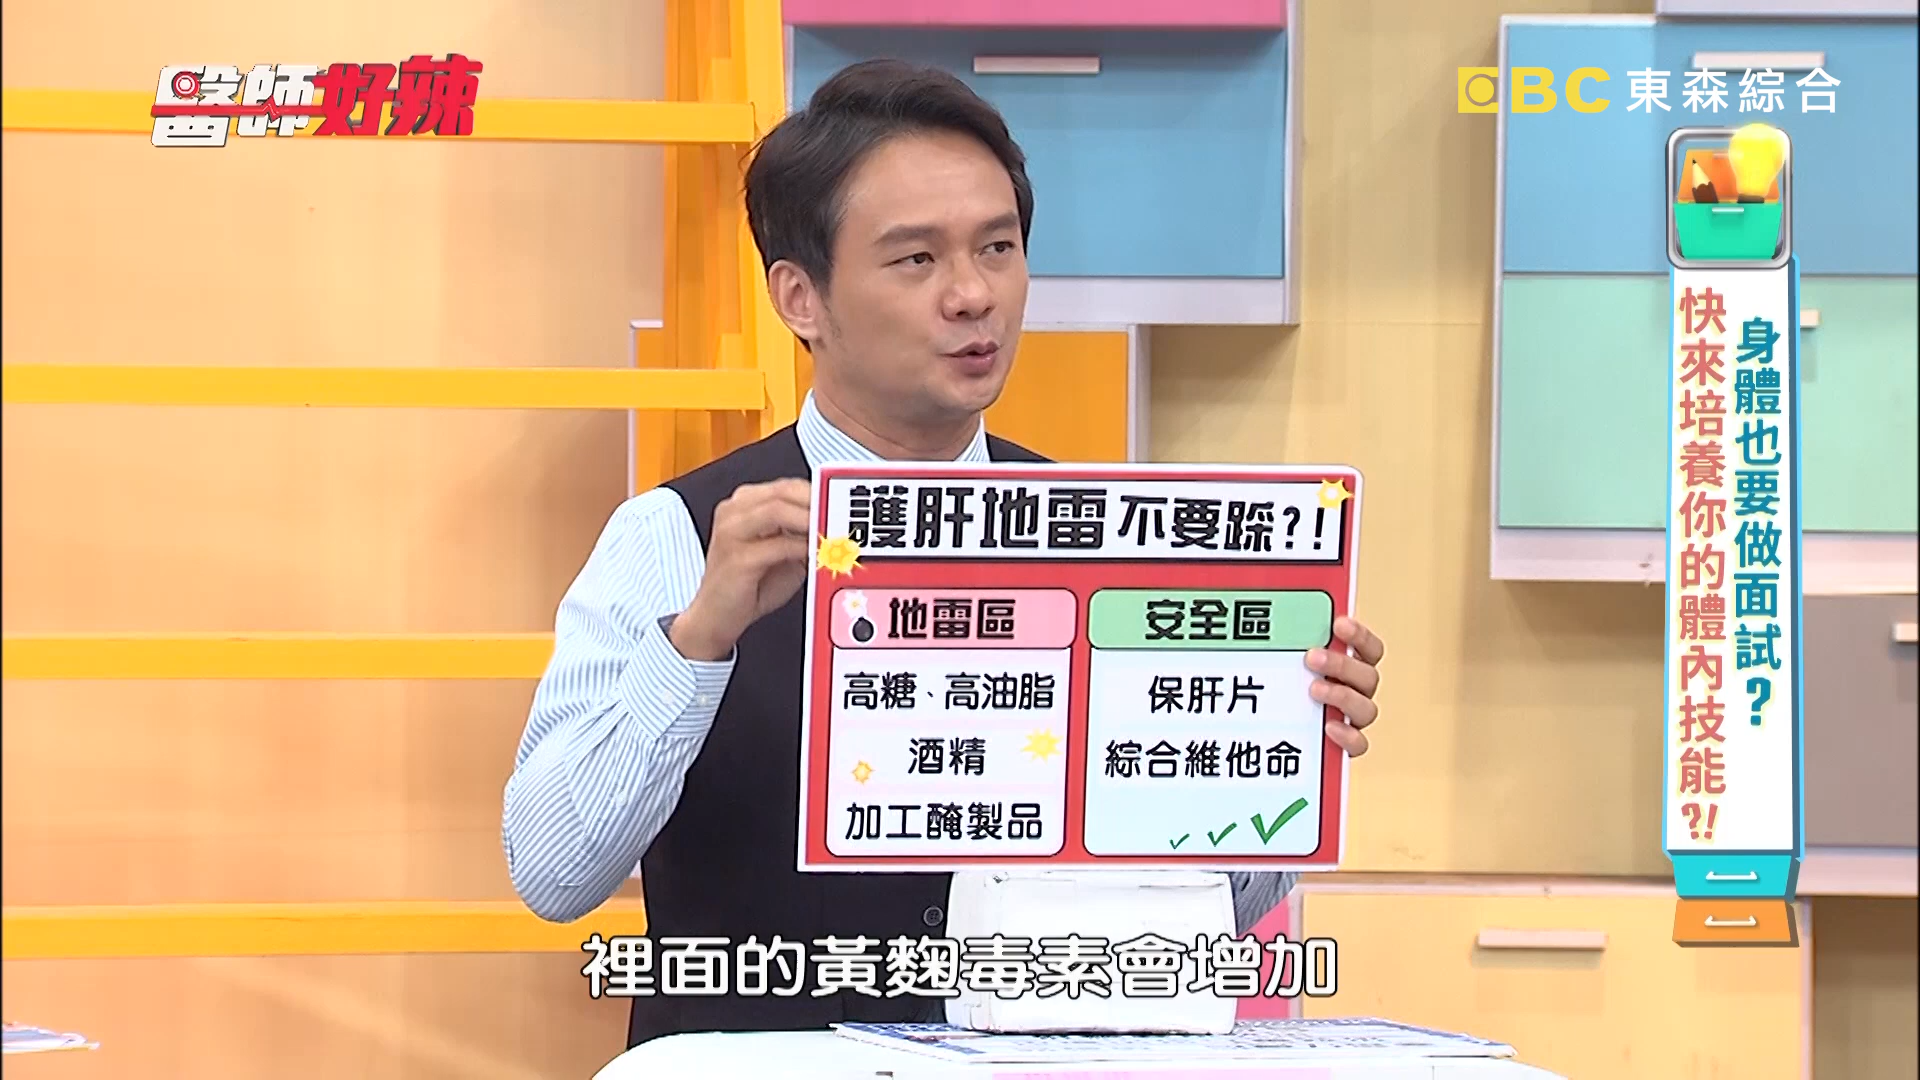 醫師好辣
EBC 東森綜合
身體也要做面試?
快來培養你的體內技能?!
護肝地雷不要踩?!
地雷區
安全區
高糖、高油脂
酒精
加工醃製品
保肝片
綜合維他命
裡面的黃麴毒素會增加